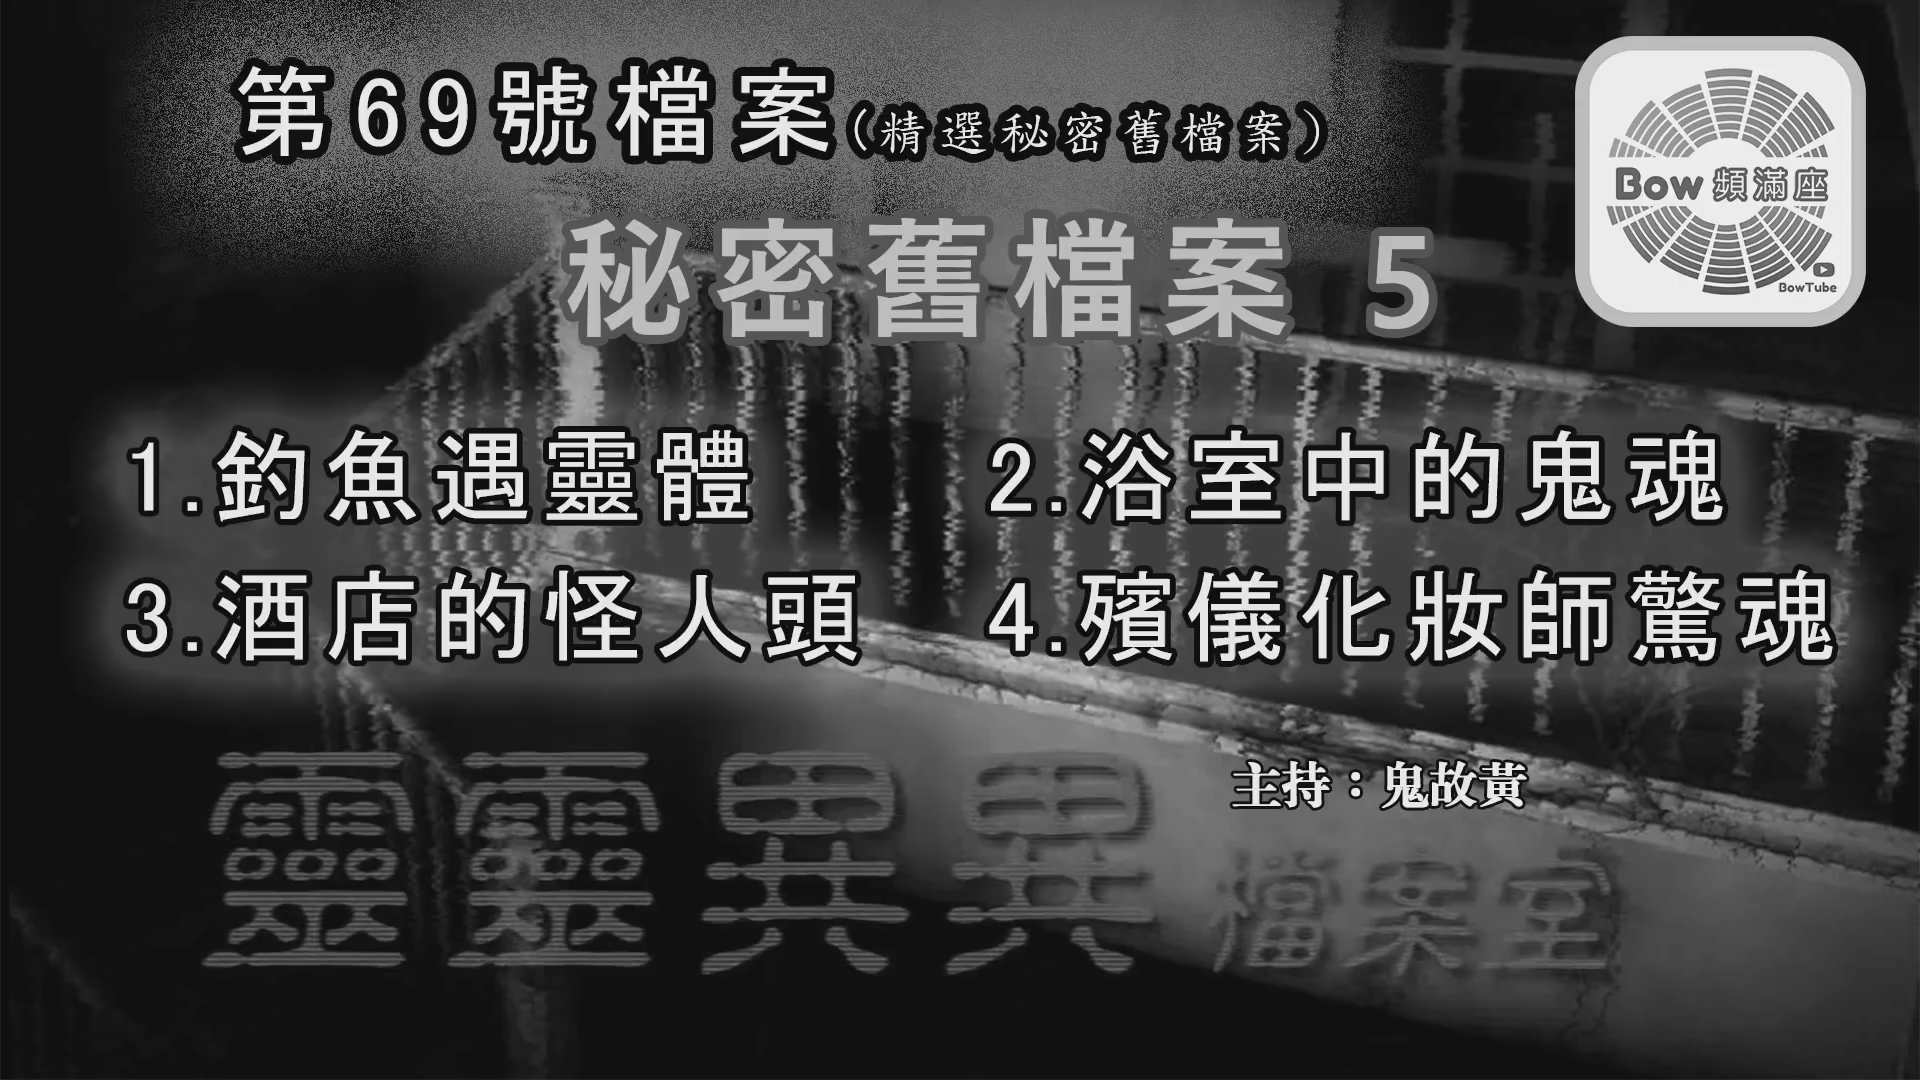 第69號檔案(精選秘密舊檔案)
Bow頻滿座
BowTube
秘密舊檔案 5
1.釣魚遇靈體
2.浴室中的鬼魂
3.酒店的怪人頭
4.殯儀化妝師驚魂
主持：鬼故黃
靈靈異異檔案室